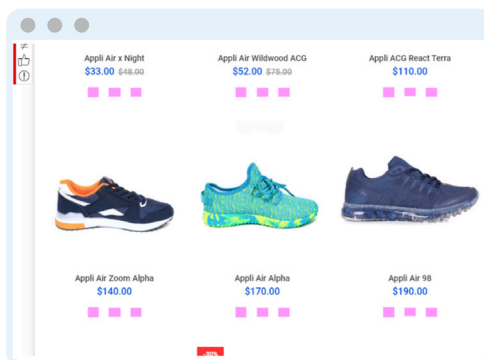 Appli Air x Night
$33.00 $48.00
Appli Air Wildwood ACG
$52.00 $75.00
Appli ACG React Terra
$110.00
Appli Air Zoom Alpha
$140.00
Appli Air Alpha
$170.00
Appli Air 98
$190.00
-30%